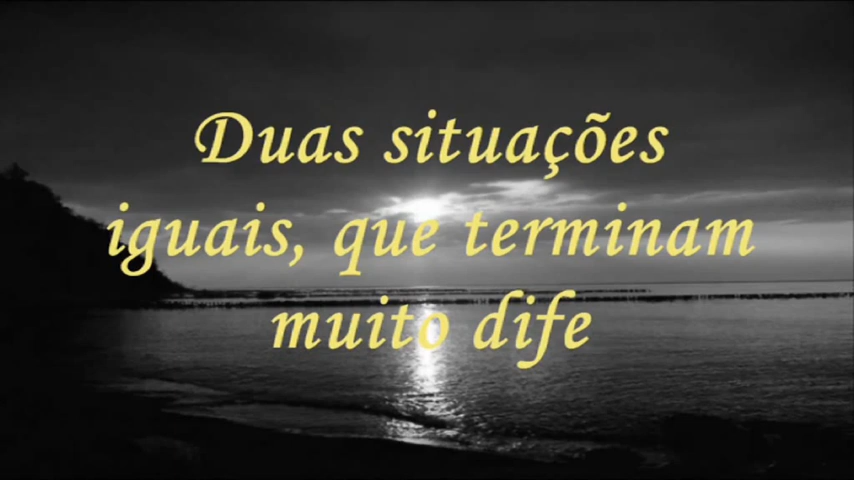 Duas situações
iguais, que terminam
muito dife